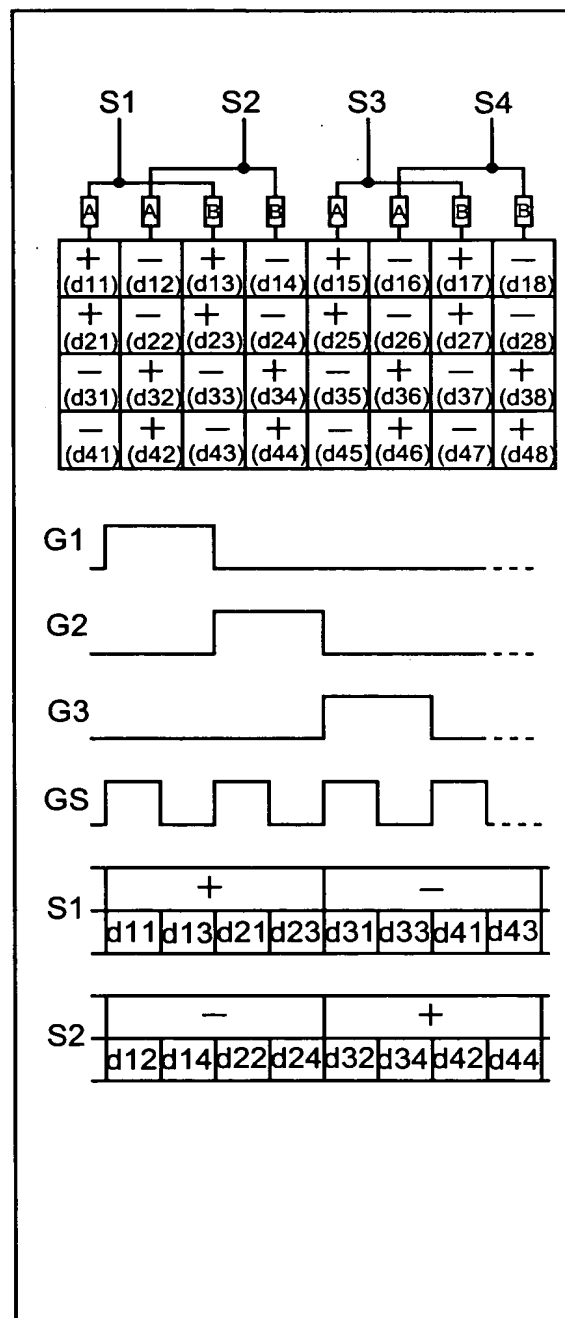 S1 S2 S3 S4
A A B B A A B B
+ − + − + − + −
(d11) (d12) (d13) (d14) (d15) (d16) (d17) (d18)
+ − + − + − + −
(d21) (d22) (d23) (d24) (d25) (d26) (d27) (d28)
− + − + − + − +
(d31) (d32) (d33) (d34) (d35) (d36) (d37) (d38)
− + − + − + − +
(d41) (d42) (d43) (d44) (d45) (d46) (d47) (d48)
G1
G2
G3
GS
+ −
S1
d11 d13 d21 d23 d31 d33 d41 d43
− +
S2
d12 d14 d22 d24 d32 d34 d42 d44